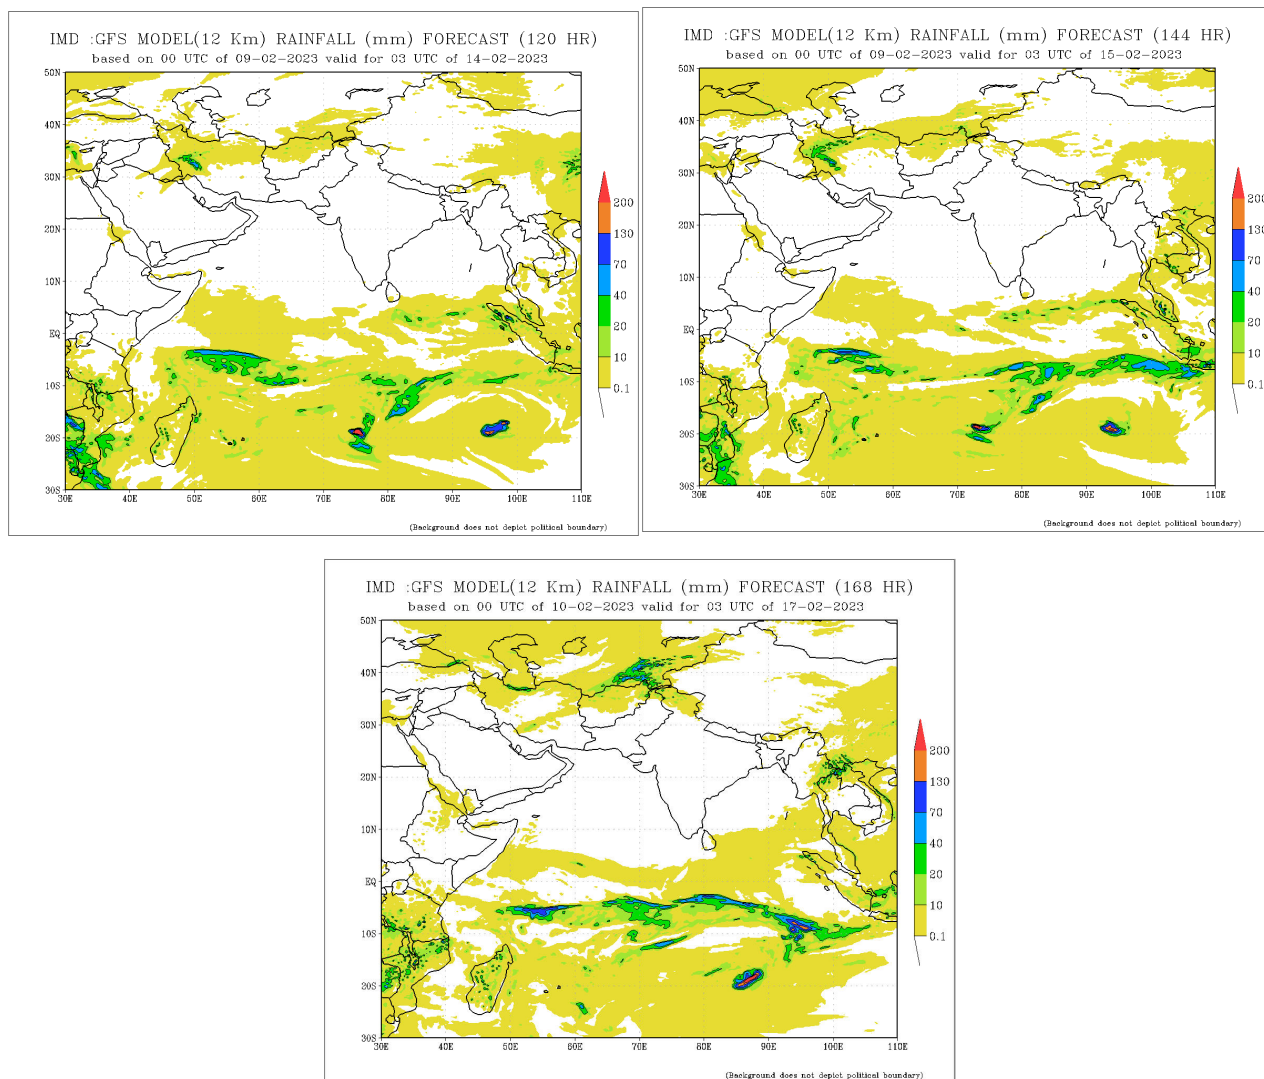 IMD :GFS MODEL(12 Km) RAINFALL (mm) FORECAST (120 HR)
based on 00 UTC of 09-02-2023 valid for 03 UTC of 14-02-2023
50N
40N
30N
20N
10N
EQ
10S
20S
30S
30E 40E 50E 60E 70E 80E 90E 100E 110E
200
130
70
40
20
10
0.1
(Background does not depict political boundary)
IMD :GFS MODEL(12 Km) RAINFALL (mm) FORECAST (144 HR)
based on 00 UTC of 09-02-2023 valid for 03 UTC of 15-02-2023
50N
40N
30N
20N
10N
EQ
10S
20S
30S
30E 40E 50E 60E 70E 80E 90E 100E 110E
200
130
70
40
20
10
0.1
(Background does not depict political boundary)
IMD :GFS MODEL(12 Km) RAINFALL (mm) FORECAST (168 HR)
based on 00 UTC of 10-02-2023 valid for 03 UTC of 17-02-2023
50N
40N
30N
20N
10N
EQ
10S
20S
30S
30E 40E 50E 60E 70E 80E 90E 100E 110E
200
130
70
40
20
10
0.1
(Background does not depict political boundary)